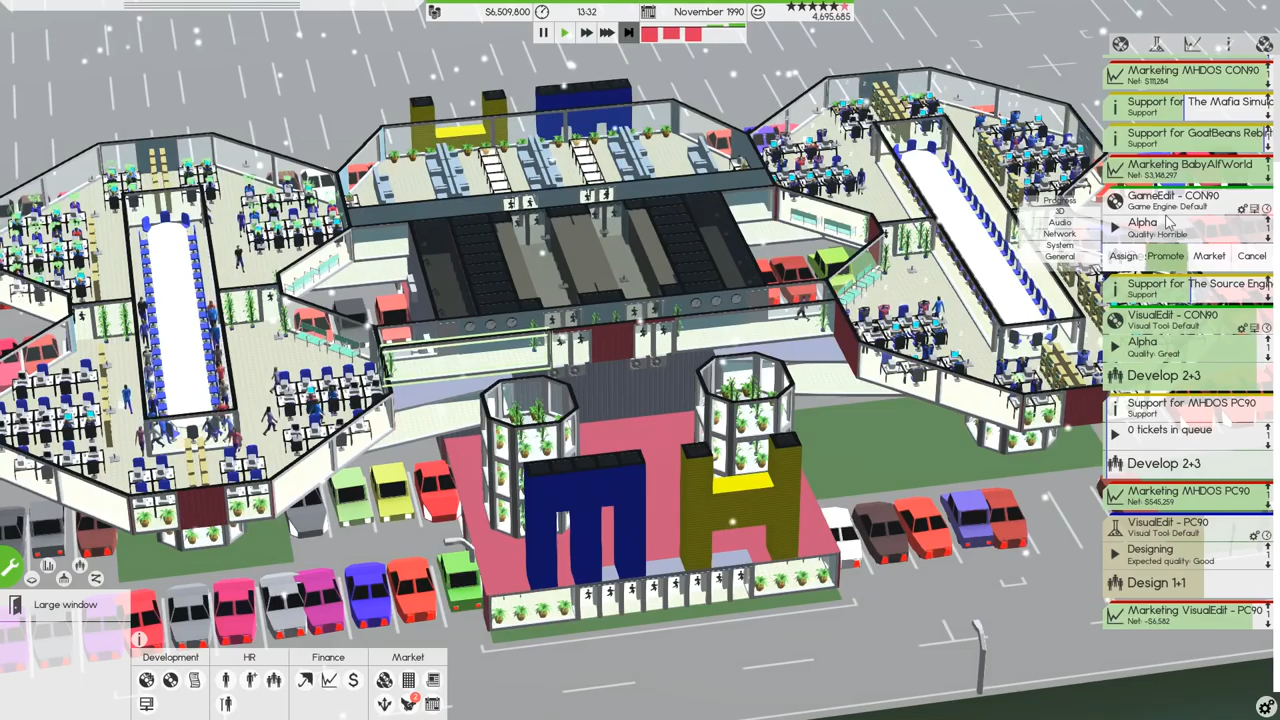 $6,509,800
13-32
November 1990
4,695,685
Marketing MHDOS CON90
Net: $111,284
Support for The Mafia Simul
Support
Support for GoatBeans Rebi
Support
Marketing BabyAlfWorld
Net: $3,148,297
GameEdit - CON90
Game Engine: Default
Alpha
Quality: Horrible
1
Progress
3D
Audio
Network
System
General
Assign
Promote
Market
Cancel
Support for The Source Engin
Support
VisualEdit - CON90
Visual Tool: Default
Alpha
Quality: Great
1
Develop 2+3
Support for MHDOS PC90
Support
0 tickets in queue
1
Develop 2+3
Marketing MHDOS PC90
Net: $545,259
VisualEdit - PC90
Visual Tool: Default
Designing
Expected quality: Good
Design 1+1
Marketing VisualEdit - PC90
Net: -$6,582
Large window
Development
HR
Finance
Market
2